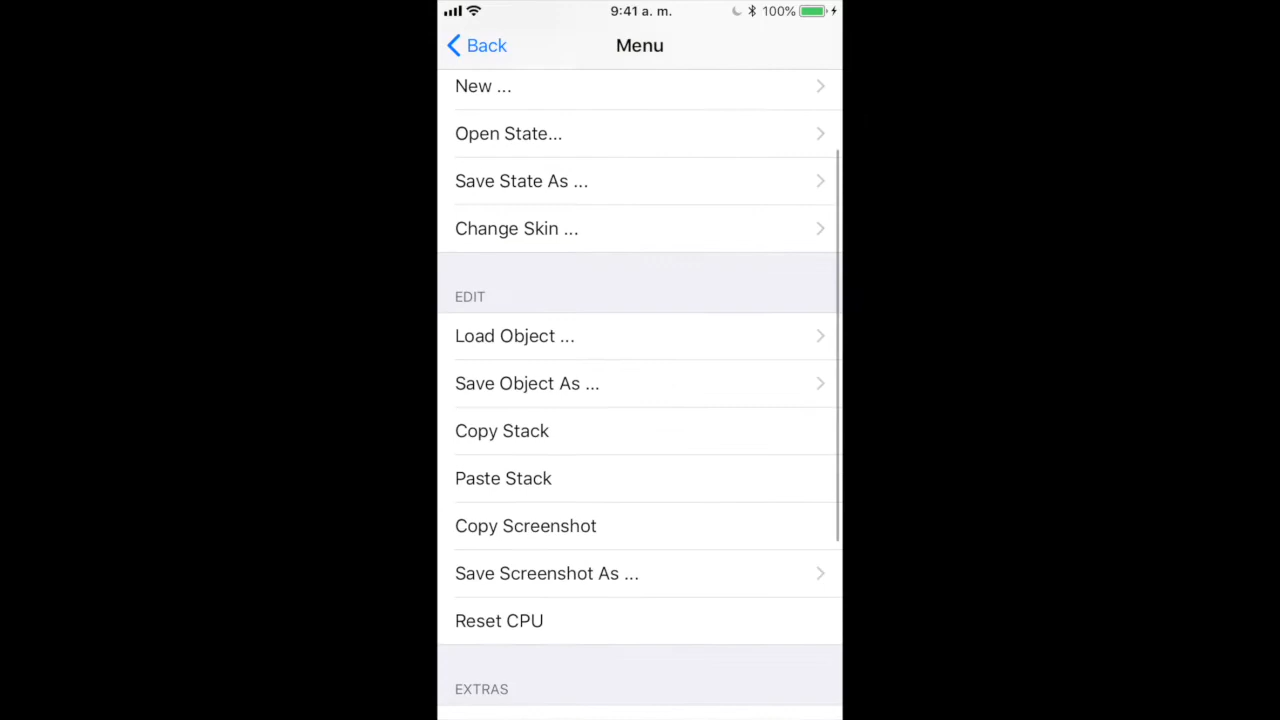 9:41 a. m.
100%
Back
Menu
New ...
Open State...
Save State As ...
Change Skin ...
EDIT
Load Object ...
Save Object As ...
Copy Stack
Paste Stack
Copy Screenshot
Save Screenshot As ...
Reset CPU
EXTRAS